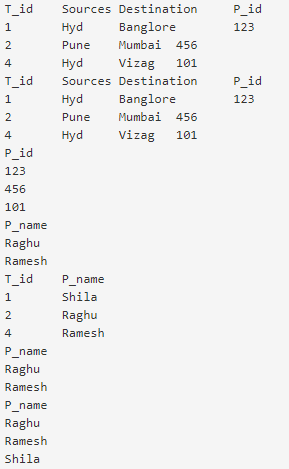 T_id	Sources	Destination	P_id
1	Hyd	Banglore	123
2	Pune	Mumbai	456
4	Hyd	Vizag	101
T_id	Sources	Destination	P_id
1	Hyd	Banglore	123
2	Pune	Mumbai	456
4	Hyd	Vizag	101
P_id
123
456
101
P_name
Raghu
Ramesh
T_id	P_name
1	Shila
2	Raghu
4	Ramesh
P_name
Raghu
Ramesh
P_name
Raghu
Ramesh
Shila